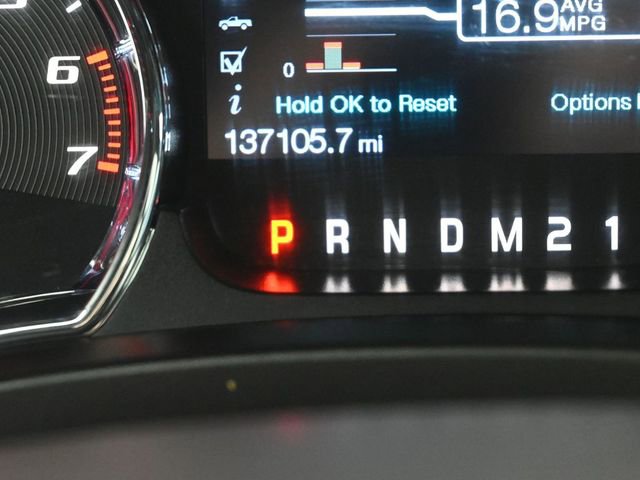 16.9 AVG MPG
6
0
Hold OK to Reset
Options
137105.7 mi
7
P R N D M 2 1